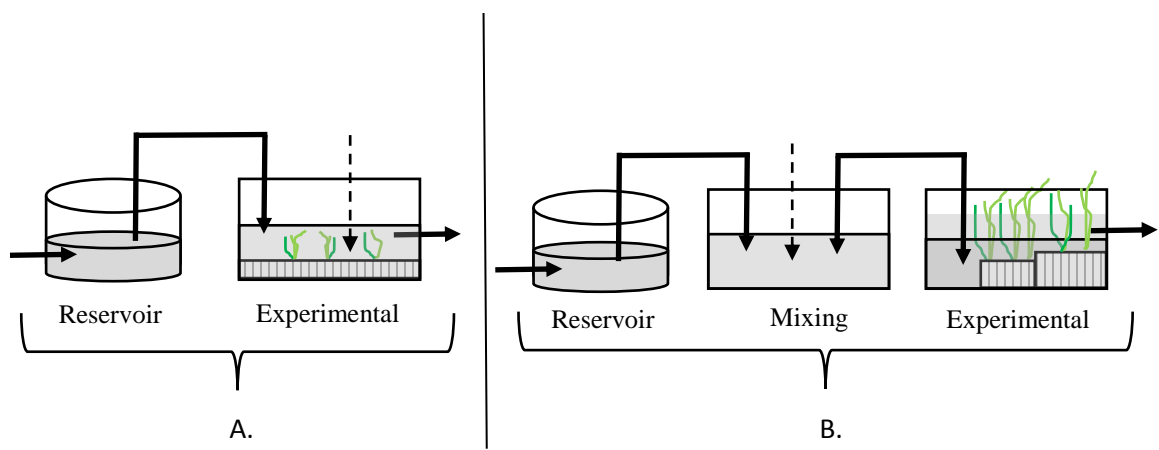 Reservoir
Experimental
A.
Reservoir
Mixing
Experimental
B.